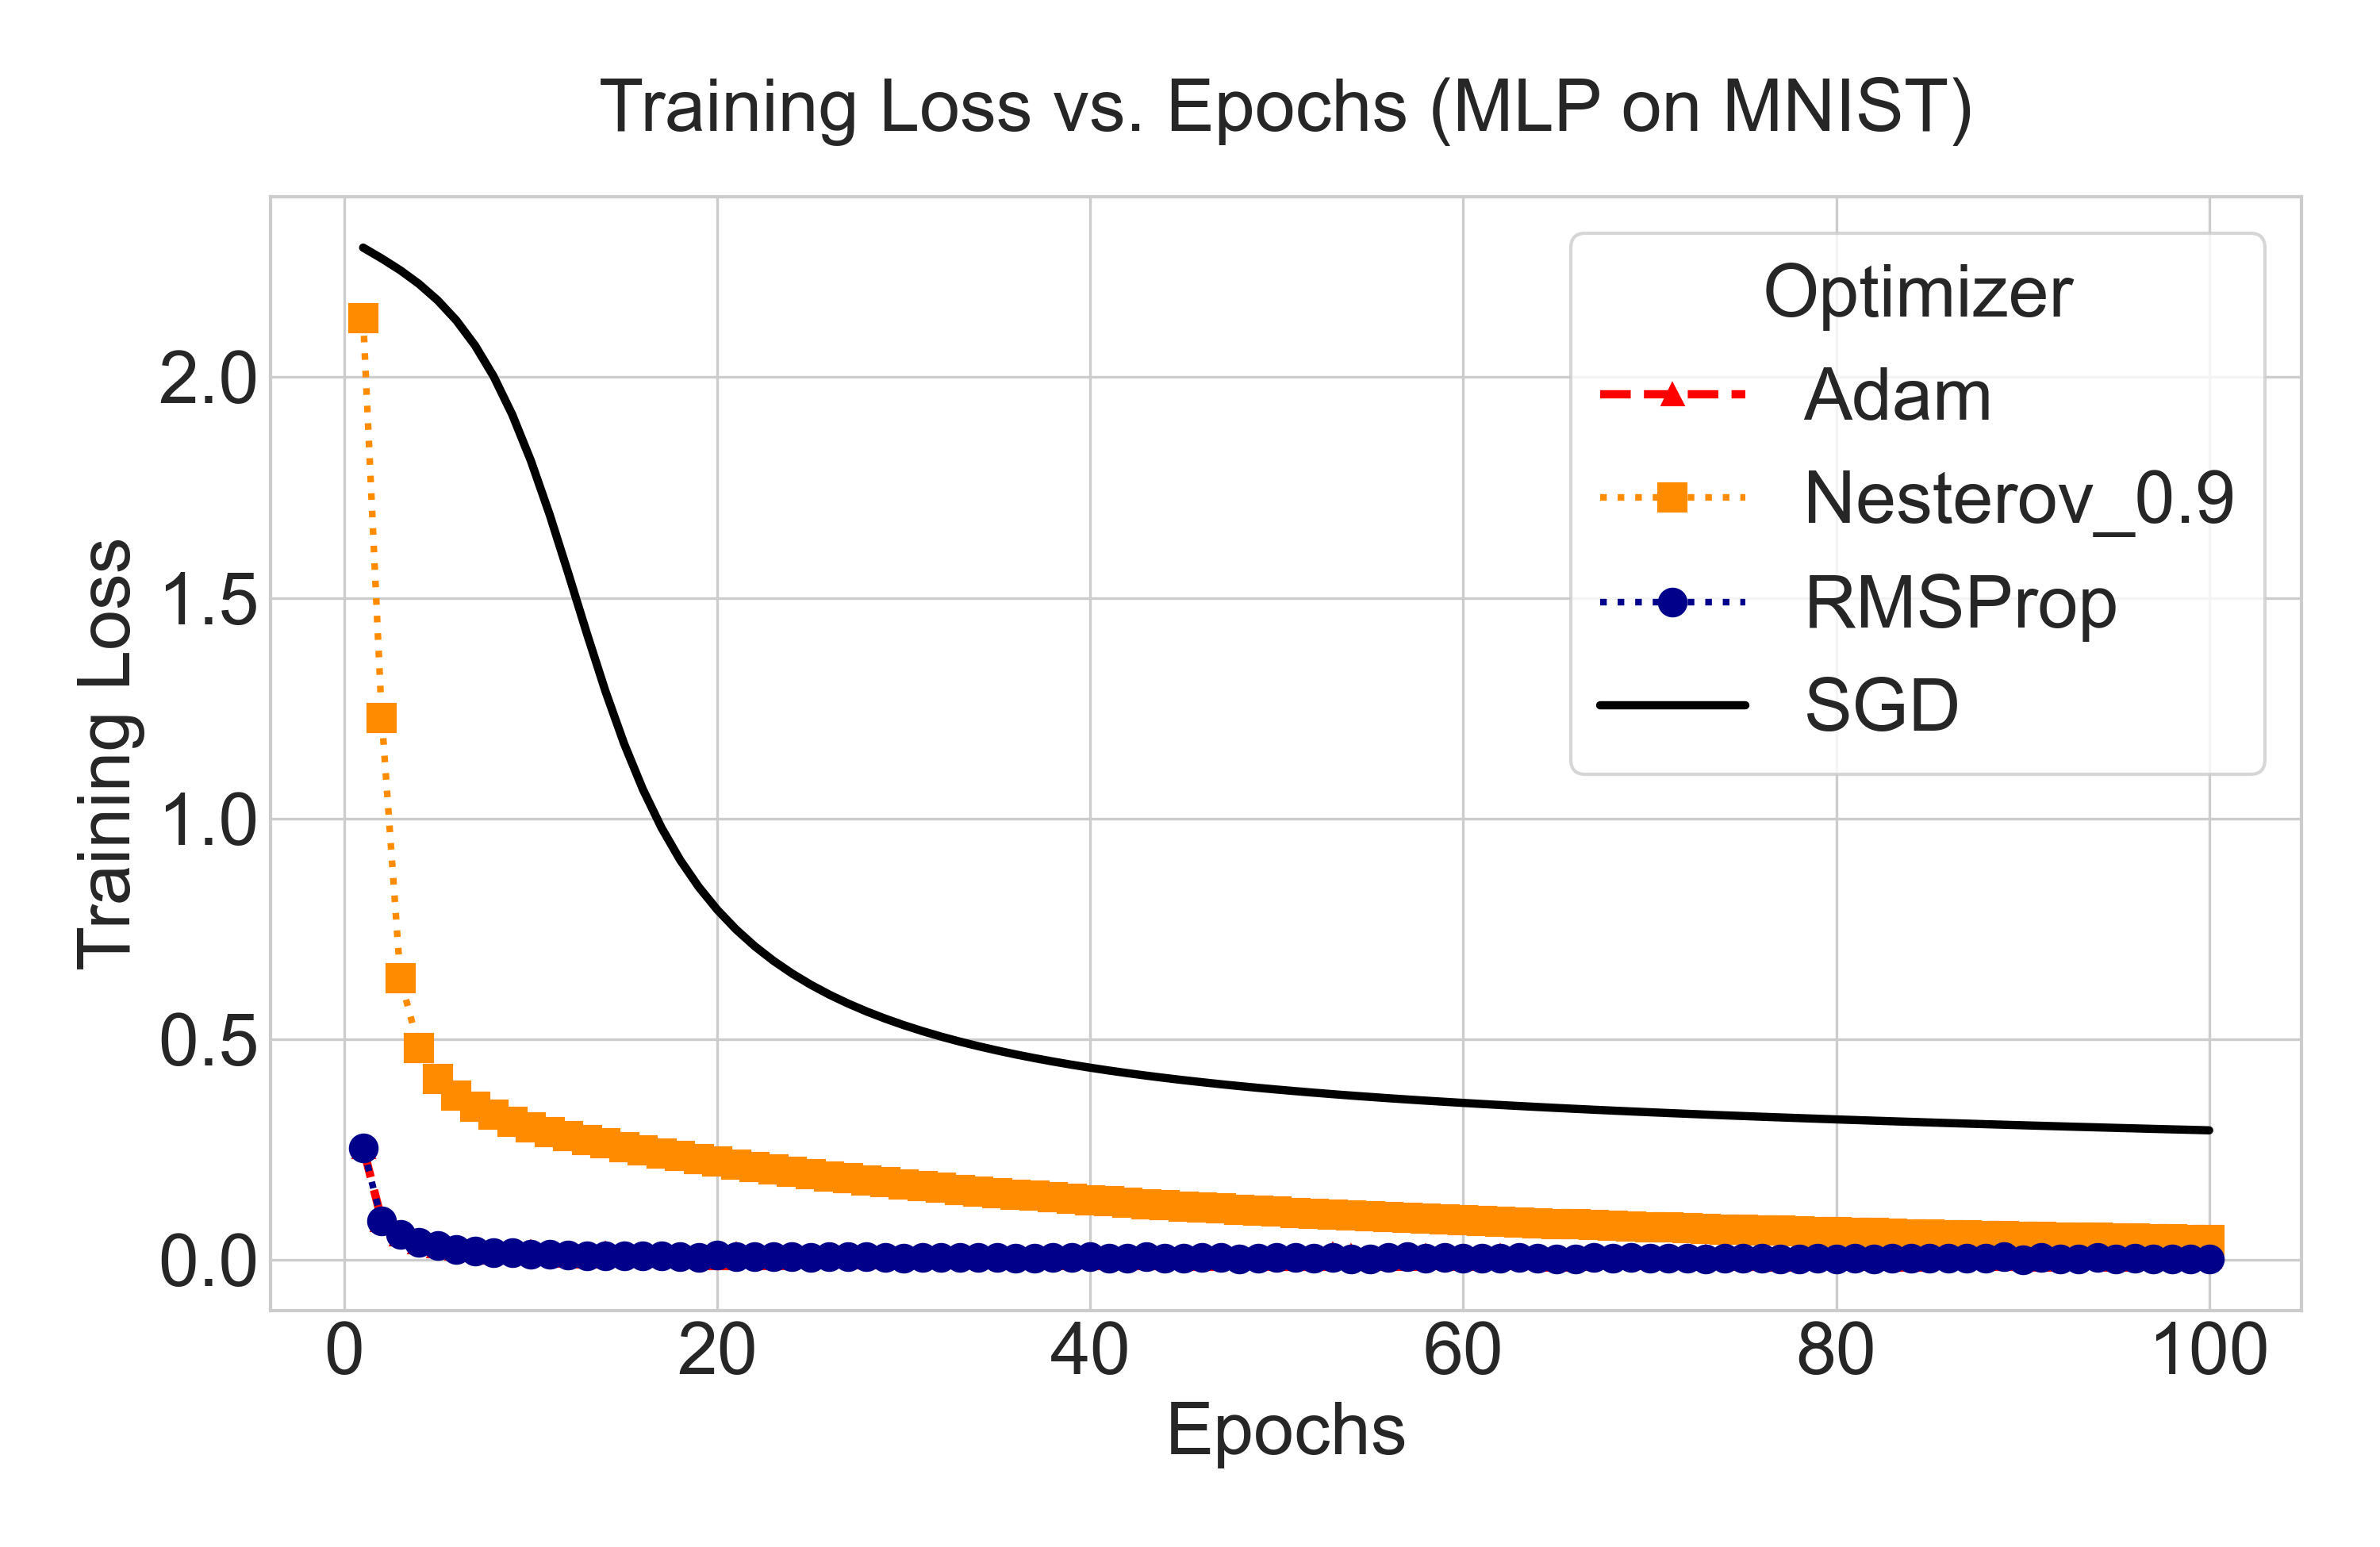 Training Loss vs. Epochs (MLP on MNIST)
Optimizer
Adam
Nesterov_0.9
RMSProp
SGD
Training Loss
2.0
1.5
1.0
0.5
0.0
0 20 40 60 80 100
Epochs